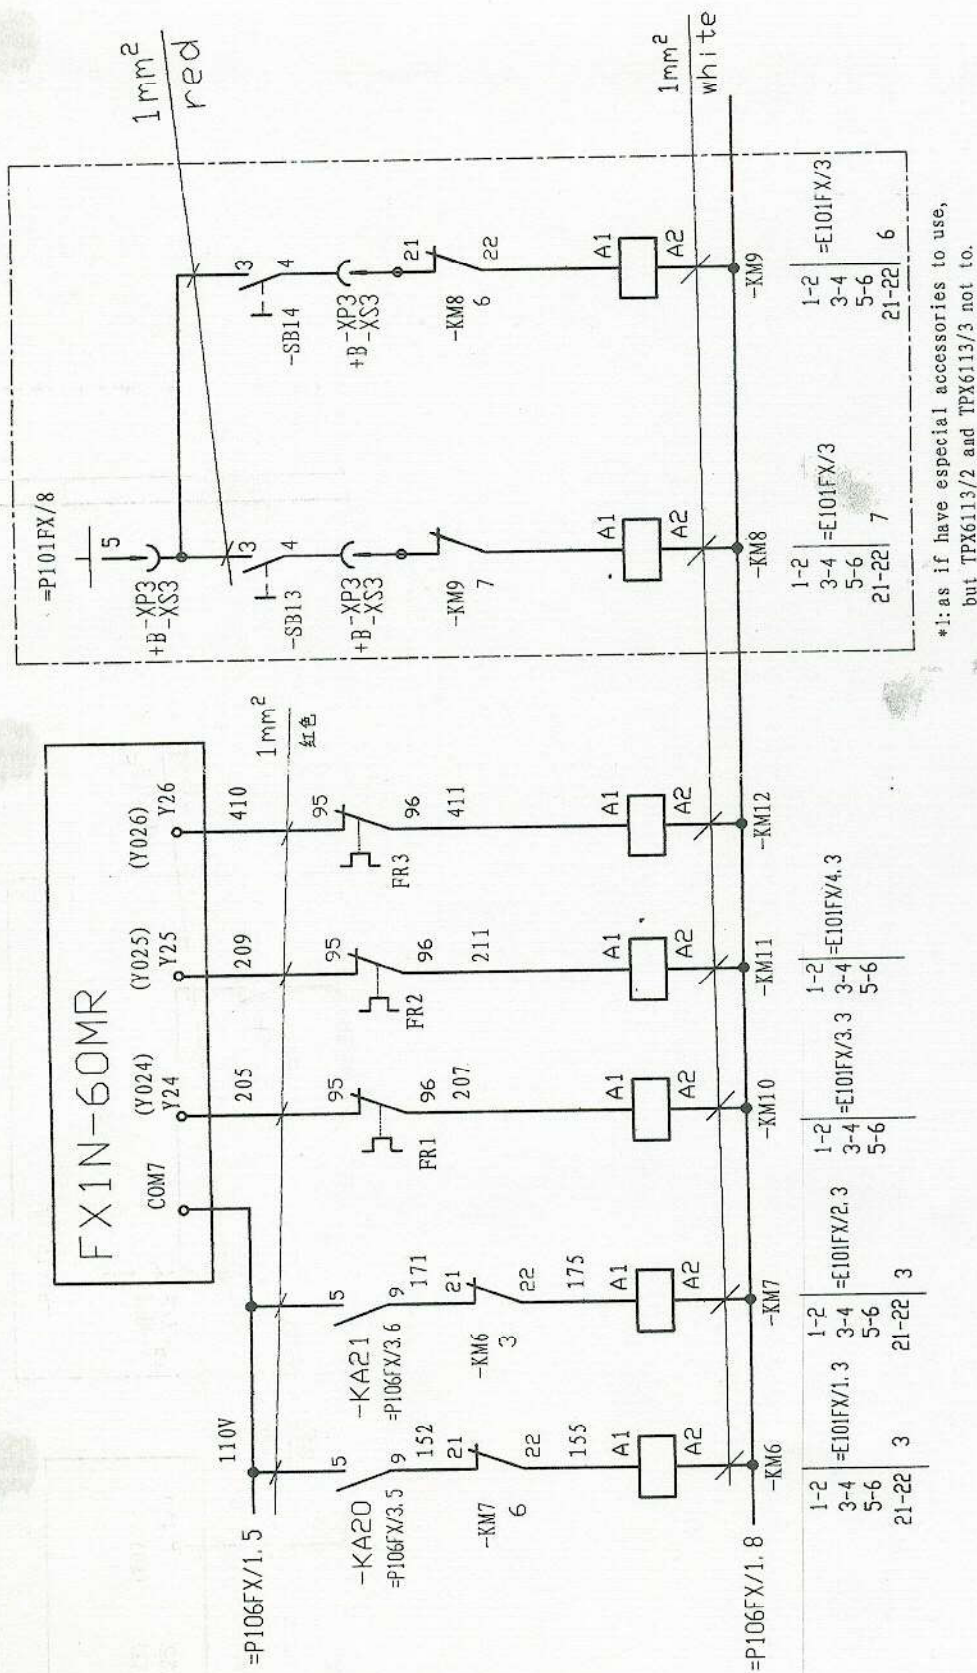 FX1N-60MR
COM7
(Y024)
Y24
(Y025)
Y25
(Y026)
Y26
=P106FX/1.5
110V
205
209
410
1mm²
红色
5
-KA20
=P106FX/3.5
9
152
21
-KM7
6
22
155
A1
A2
-KM6
5
-KA21
=P106FX/3.6
9
171
21
-KM6
3
22
175
A1
A2
-KM7
95
FR1
96
207
A1
A2
-KM10
95
FR2
96
211
A1
A2
-KM11
95
FR3
96
411
A1
A2
-KM12
=P101FX/8
5
+B-XP3
-XS3
1mm²
red
3
-SB13
4
+B-XP3
-XS3
-KM9
7
A1
A2
-KM8
3
-SB14
4
+B-XP3
-XS3
21
-KM8
6
22
A1
A2
-KM9
1mm²
white
=P106FX/1.8
1-2 =E101FX/1.3
3-4
5-6
21-22 3
1-2 =E101FX/2.3
3-4
5-6
21-22 3
1-2 =E101FX/3.3
3-4
5-6
1-2 =E101FX/4.3
3-4
5-6
1-2
3-4 =E101FX/3
5-6
21-22 7
1-2
3-4 =E101FX/3
5-6
21-22 6
*1:as if have especial accessories to use,
but TPX6113/2 and TPX6113/3 not to.